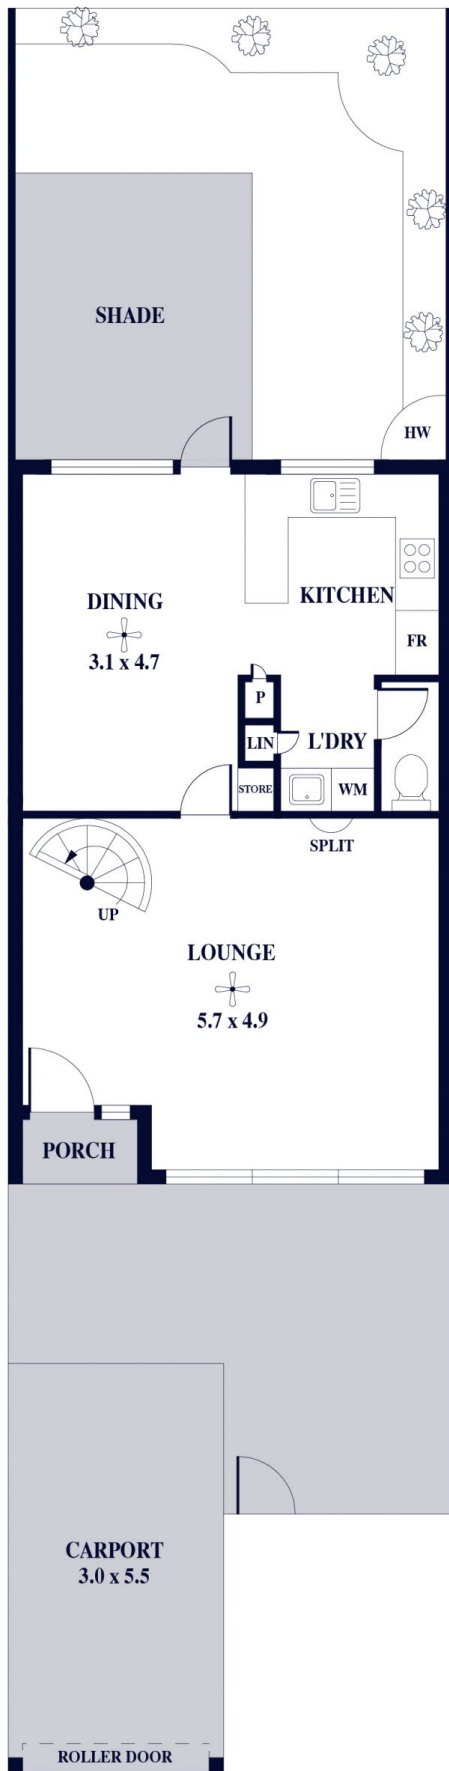 SHADE
HW
DINING
3.1 x 4.7
KITCHEN
FR
P
LIN
L'DRY
STORE
WM
SPLIT
UP
LOUNGE
5.7 x 4.9
PORCH
CARPORT
3.0 x 5.5
ROLLER DOOR